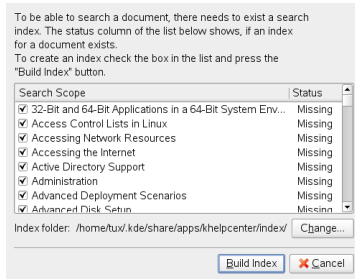 To be able to search a document, there needs to exist a search
index. The status column of the list below shows, if an index
for a document exists.
To create an index check the box in the list and press the
"Build Index" button.
Search Scope Status
32-Bit and 64-Bit Applications in a 64-Bit System Env... Missing
Access Control Lists in Linux Missing
Accessing Network Resources Missing
Accessing the Internet Missing
Active Directory Support Missing
Administration Missing
Advanced Deployment Scenarios Missing
Advanced Disk Setup Missing
Index folder: /home/tux/.kde/share/apps/khelpcenter/index/ Change...
Build Index Cancel